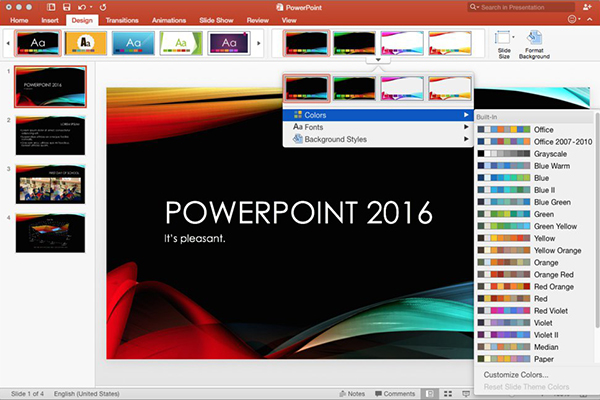 PowerPoint
Search in Presentation
Home Insert Design Transitions Animations Slide Show Review View
Aa Aa Aa Aa Aa
Slide Size
Format Background
1
POWERPOINT 2016
2
3
4
Colors
Aa Fonts
Background Styles
Built-In
Office
Office 2007-2010
Grayscale
Blue Warm
Blue
Blue II
Blue Green
Green
Green Yellow
Yellow
Yellow Orange
Orange
Orange Red
Red Orange
Red
Red Violet
Violet
Violet II
Median
Paper
Customize Colors...
Reset Slide Theme Colors
POWERPOINT 2016
It's pleasant.
Slide 1 of 4 English (United States) Notes Comments